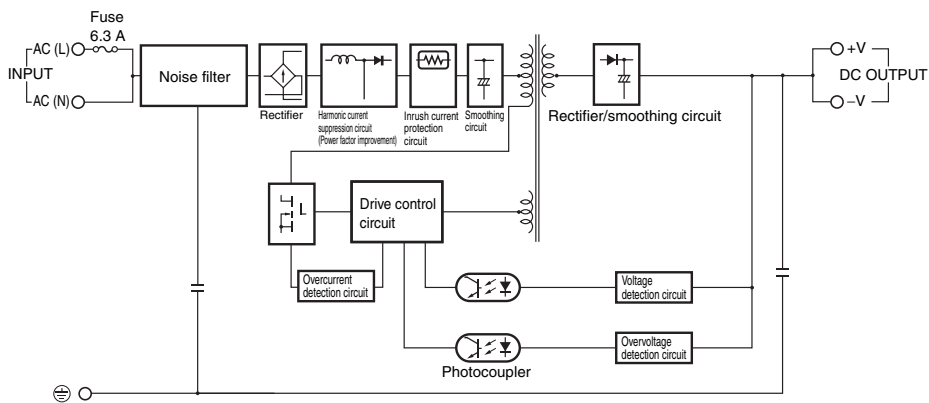 Fuse
6.3 A
AC (L)
INPUT
AC (N)
Noise filter
Rectifier
Harmonic current
suppression circuit
(Power factor improvement)
Inrush current
protection
circuit
Smoothing
circuit
Rectifier/smoothing circuit
+V
DC OUTPUT
–V
Drive control
circuit
Overcurrent
detection circuit
Voltage
detection circuit
Overvoltage
detection circuit
Photocoupler